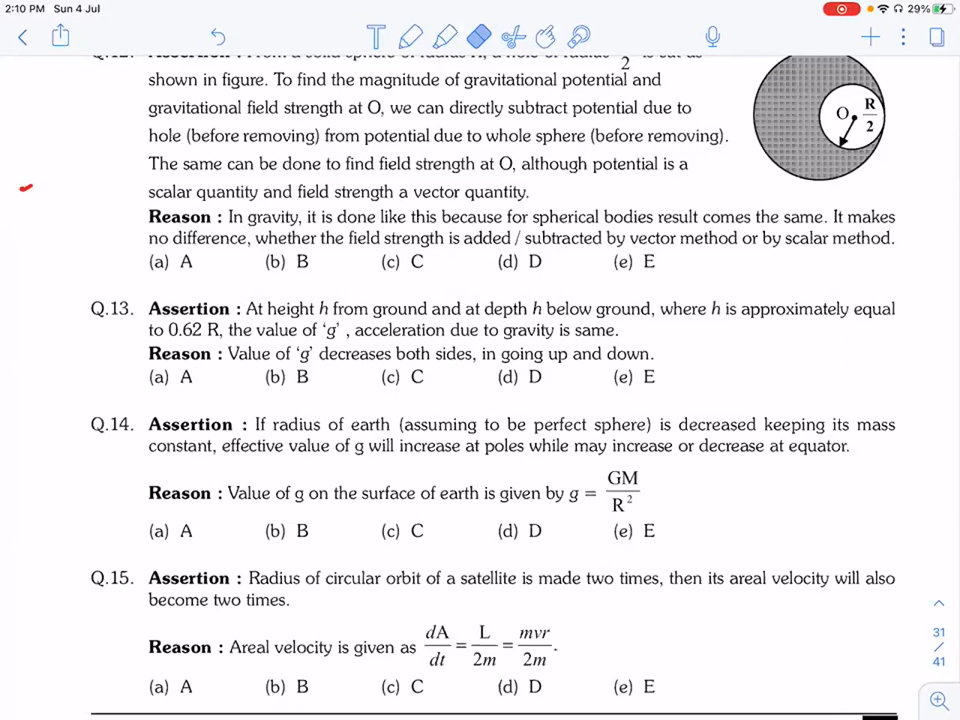 2:10 PM Sun 4 Jul
29%
2
shown in figure. To find the magnitude of gravitational potential and
gravitational field strength at O, we can directly subtract potential due to
hole (before removing) from potential due to whole sphere (before removing).
The same can be done to find field strength at O, although potential is a
scalar quantity and field strength a vector quantity.
O R/2
Reason : In gravity, it is done like this because for spherical bodies result comes the same. It makes
no difference, whether the field strength is added / subtracted by vector method or by scalar method.
(a) A (b) B (c) C (d) D (e) E
Q.13 Assertion : At height h from ground and at depth h below ground, where h is approximately equal
to 0.62 R, the value of 'g' , acceleration due to gravity is same.
Reason : Value of 'g' decreases both sides, in going up and down.
(a) A (b) B (c) C (d) D (e) E
Q.14. Assertion : If radius of earth (assuming to be perfect sphere) is decreased keeping its mass
constant, effective value of g will increase at poles while may increase or decrease at equator.
Reason : Value of g on the surface of earth is given by g = GM/R²
(a) A (b) B (c) C (d) D (e) E
Q.15. Assertion : Radius of circular orbit of a satellite is made two times, then its areal velocity will also
become two times.
Reason : Areal velocity is given as dA/dt = L/2m = mvr/2m.
(a) A (b) B (c) C (d) D (e) E
31
/
41